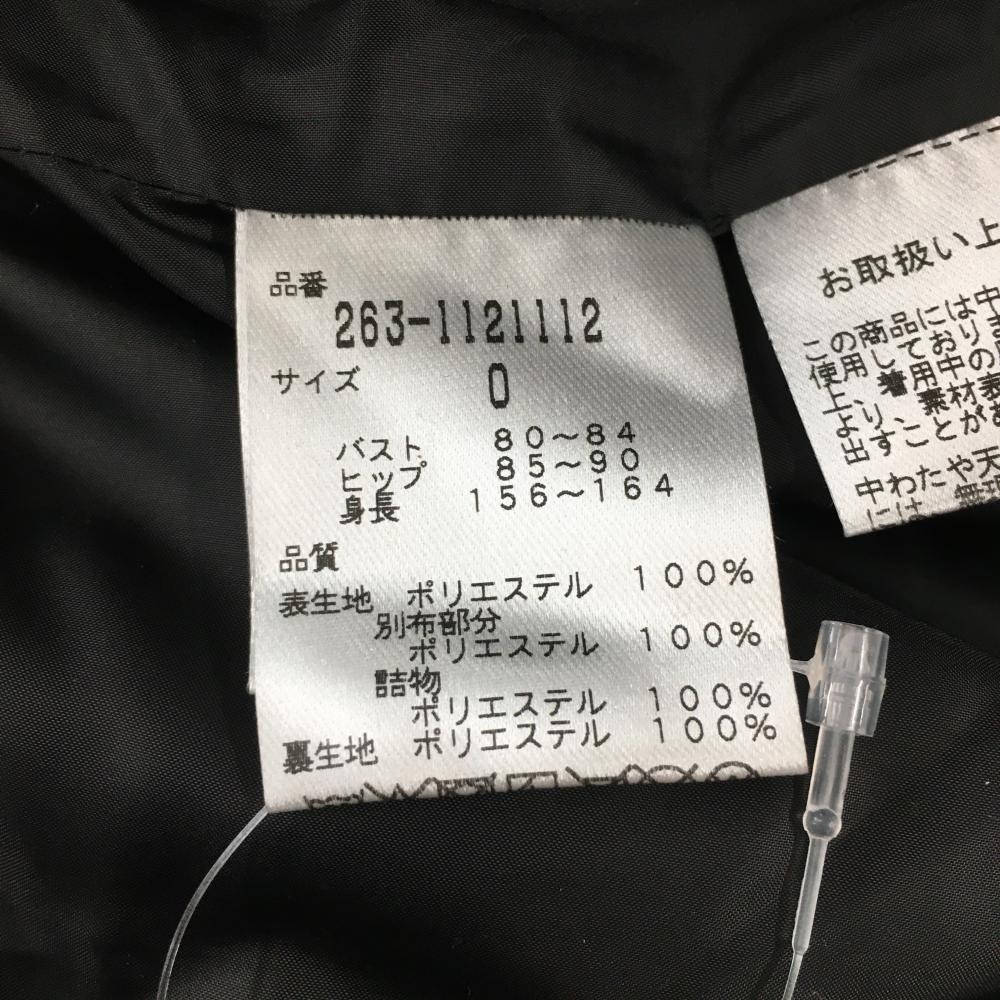 品番
263-1121112
サイズ 0
バスト 80〜84
ヒップ 85〜90
身長 156〜164
品質
表生地 ポリエステル 100%
別布部分
ポリエステル 100%
詰物
ポリエステル 100%
裏生地 ポリエステル 100%
お取扱い上
この商品には中
使用しており
上、着用中の
より、素材表
出すことが
中わたや天
には、無理